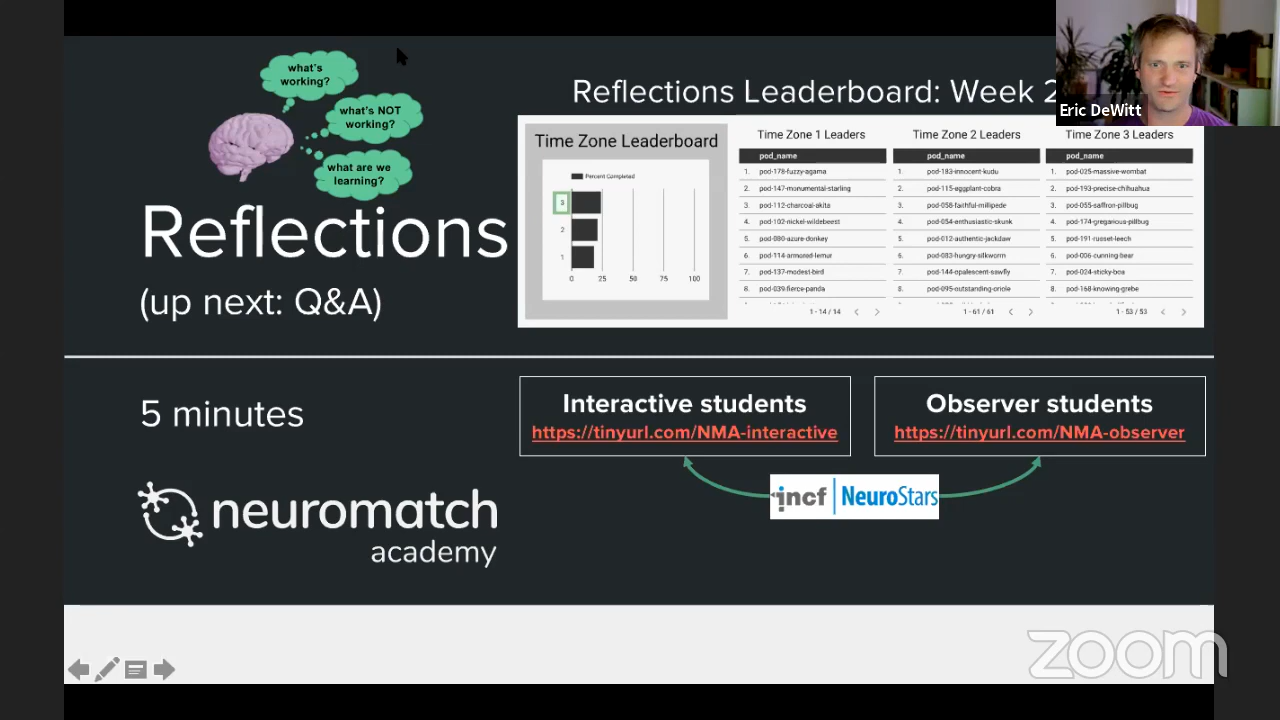 what's
working?
what's NOT
working?
what are we
learning?
Reflections
(up next: Q&A)
Reflections Leaderboard: Week 2
Eric DeWitt
Time Zone Leaderboard
Percent Completed
3
2
1
0 25 50 75 100
Time Zone 1 Leaders
pod_name
1. pod-178-fuzzy-agama
2. pod-147-monumental-starling
3. pod-112-charcoal-akita
4. pod-102-nickel-wildebeest
5. pod-080-azure-donkey
6. pod-114-armored-lemur
7. pod-137-modest-bird
8. pod-039-fierce-panda
1 - 14 / 14
Time Zone 2 Leaders
pod_name
1. pod-183-innocent-kudu
2. pod-115-eggplant-cobra
3. pod-058-faithful-millipede
4. pod-054-enthusiastic-skunk
5. pod-012-authentic-jackdaw
6. pod-083-hungry-silkworm
7. pod-144-opalescent-sawfly
8. pod-095-outstanding-oriole
1 - 61 / 61
Time Zone 3 Leaders
pod_name
1. pod-025-massive-wombat
2. pod-193-precise-chihuahua
3. pod-055-saffron-pillbug
4. pod-174-gregarious-pillbug
5. pod-191-russet-leech
6. pod-006-cunning-bear
7. pod-024-sticky-boa
8. pod-168-knowing-grebe
1 - 53 / 53
5 minutes
Interactive students
https://tinyurl.com/NMA-interactive
Observer students
https://tinyurl.com/NMA-observer
incf NeuroStars
neuromatch
academy
zoom